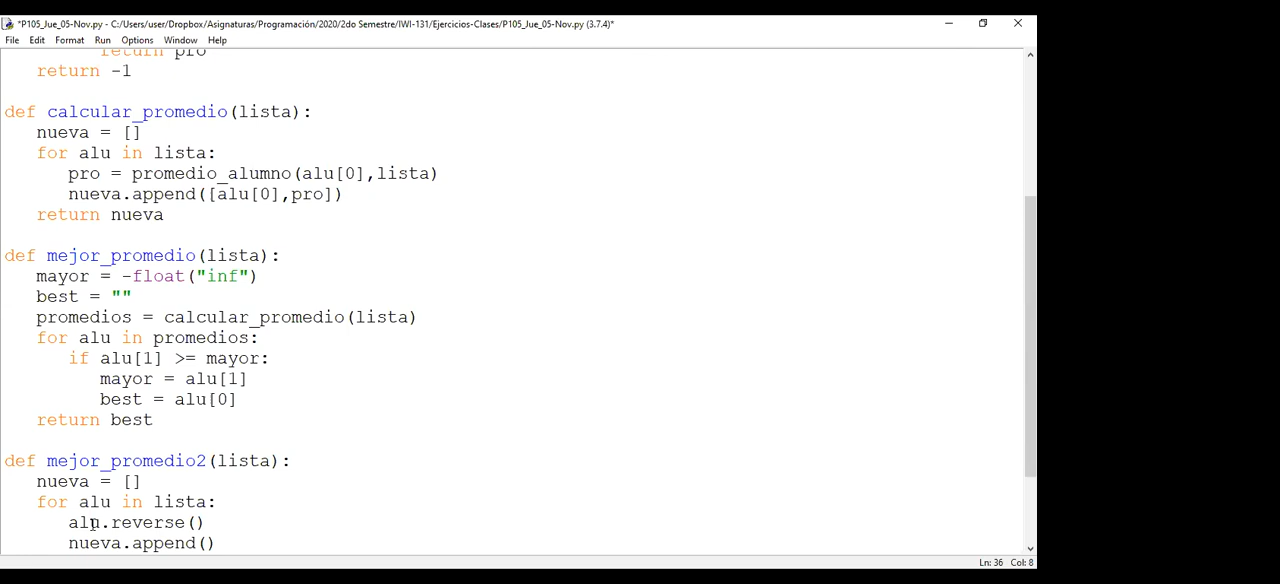 *P105_Jue_05-Nov.py - C:/Users/user/Dropbox/Asignaturas/Programación/2020/2do Semestre/IWI-131/Ejercicios-Clases/P105_Jue_05-Nov.py (3.7.4)*
File Edit Format Run Options Window Help
return pro
return -1
def calcular_promedio(lista):
nueva = []
for alu in lista:
pro = promedio_alumno(alu[0],lista)
nueva.append([alu[0],pro])
return nueva
def mejor_promedio(lista):
mayor = -float("inf")
best = ""
promedios = calcular_promedio(lista)
for alu in promedios:
if alu[1] >= mayor:
mayor = alu[1]
best = alu[0]
return best
def mejor_promedio2(lista):
nueva = []
for alu in lista:
alu.reverse()
nueva.append()
Ln: 36 Col: 8